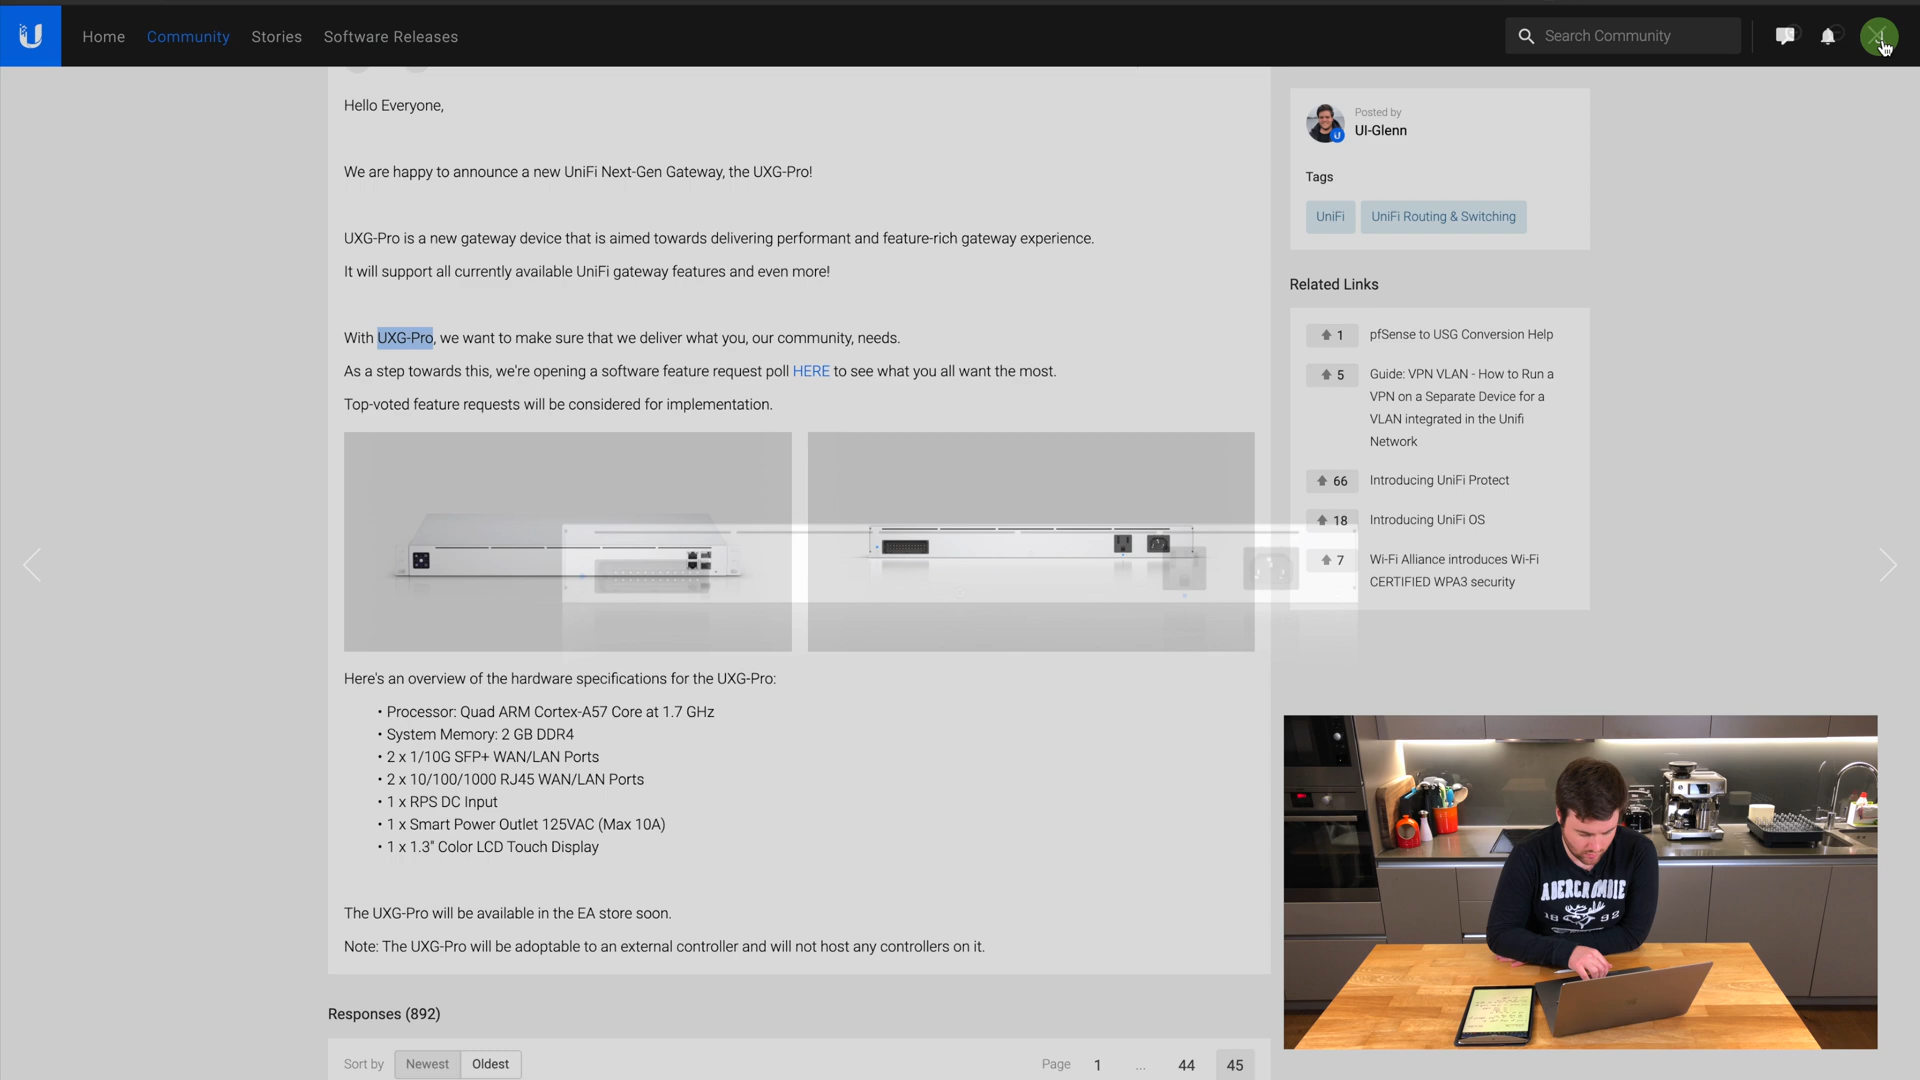 Home Community Stories Software Releases
Search Community
Hello Everyone,
We are happy to announce a new UniFi Next-Gen Gateway, the UXG-Pro!
UXG-Pro is a new gateway device that is aimed towards delivering performant and feature-rich gateway experience.
It will support all currently available UniFi gateway features and even more!
With UXG-Pro, we want to make sure that we deliver what you, our community, needs.
As a step towards this, we're opening a software feature request poll HERE to see what you all want the most.
Top-voted feature requests will be considered for implementation.
Here's an overview of the hardware specifications for the UXG-Pro:
• Processor: Quad ARM Cortex-A57 Core at 1.7 GHz
• System Memory: 2 GB DDR4
• 2 x 1/10G SFP+ WAN/LAN Ports
• 2 x 10/100/1000 RJ45 WAN/LAN Ports
• 1 x RPS DC Input
• 1 x Smart Power Outlet 125VAC (Max 10A)
• 1 x 1.3" Color LCD Touch Display
The UXG-Pro will be available in the EA store soon.
Note: The UXG-Pro will be adoptable to an external controller and will not host any controllers on it.
Responses (892)
Sort by Newest Oldest
Page 1 ... 44 45
Posted by
UI-Glenn
Tags
UniFi UniFi Routing & Switching
Related Links
1 pfSense to USG Conversion Help
5 Guide: VPN VLAN - How to Run a
VPN on a Separate Device for a
VLAN integrated in the Unifi
Network
66 Introducing UniFi Protect
18 Introducing UniFi OS
7 Wi-Fi Alliance introduces Wi-Fi
CERTIFIED WPA3 security
ABERCROMBIE
1892